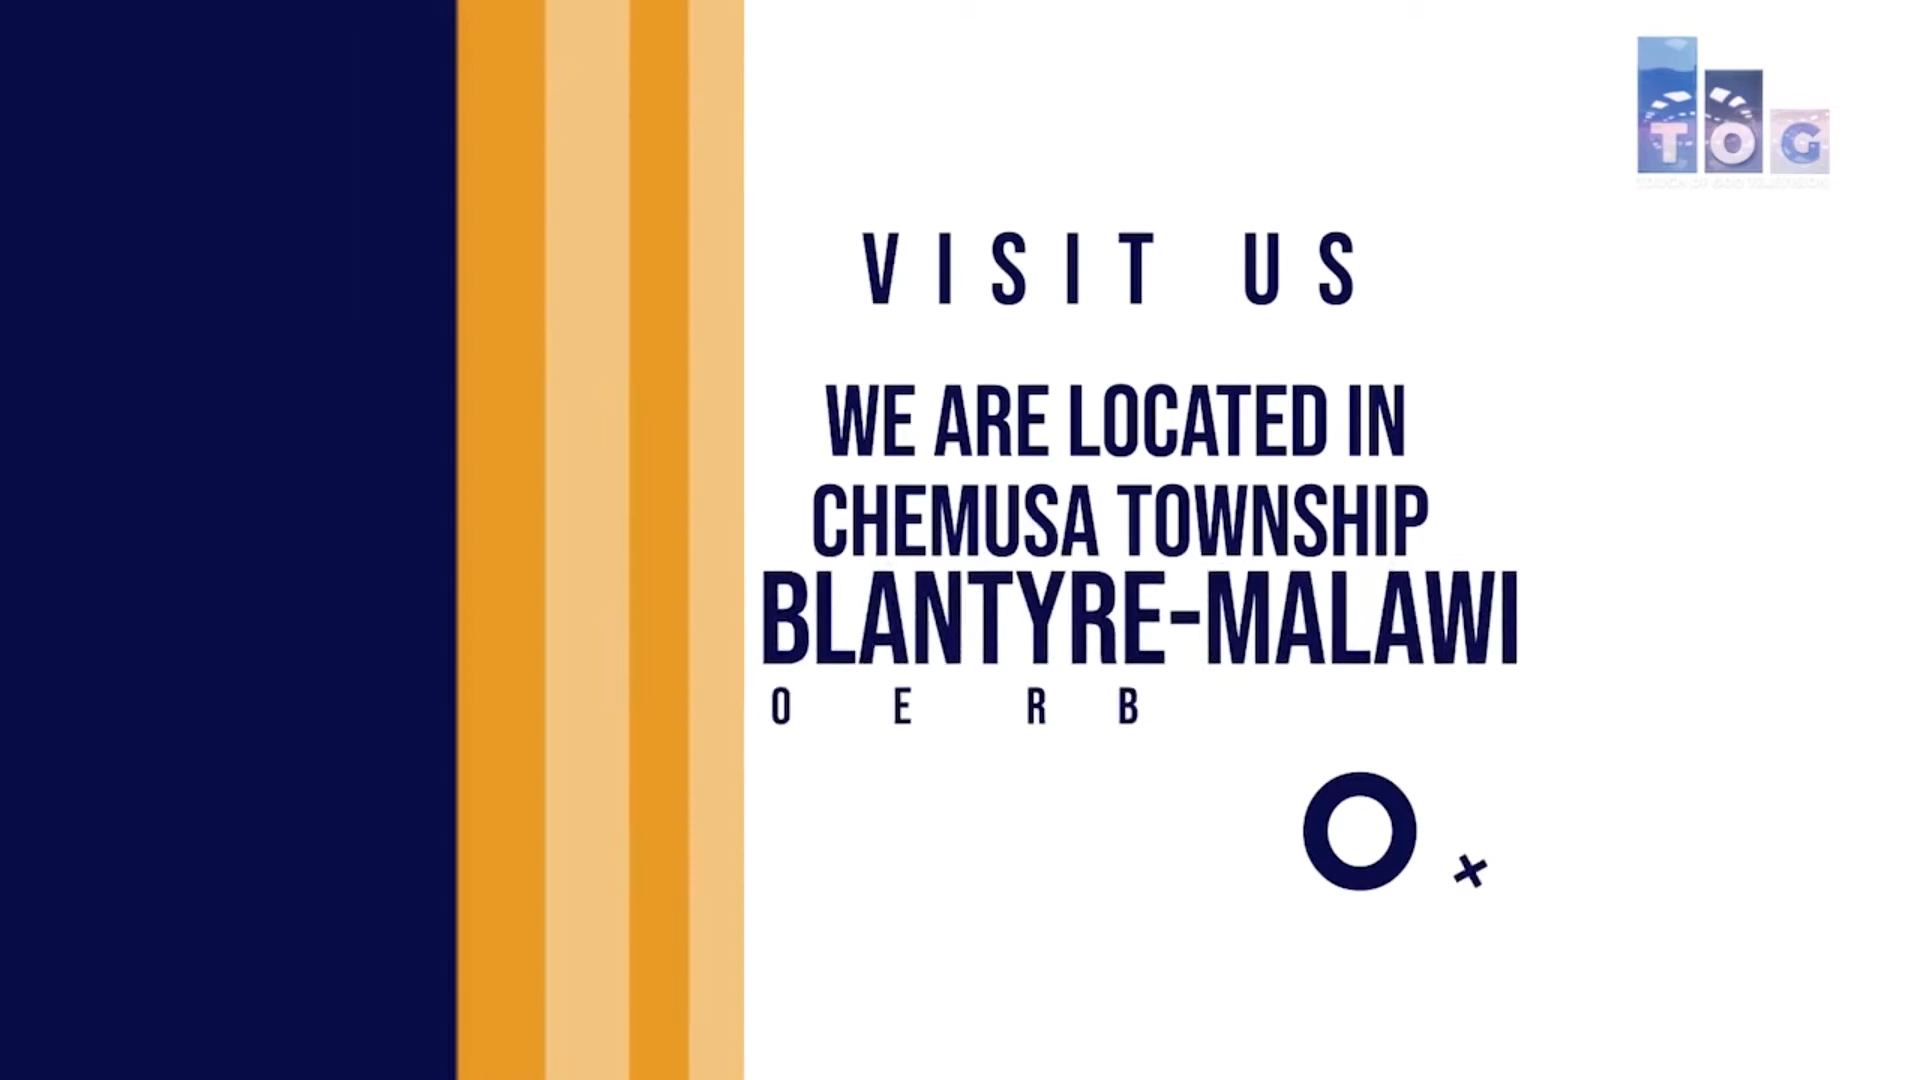 TOG
VISIT US
WE ARE LOCATED IN
CHEMUSA TOWNSHIP
BLANTYRE-MALAWI
O E R B